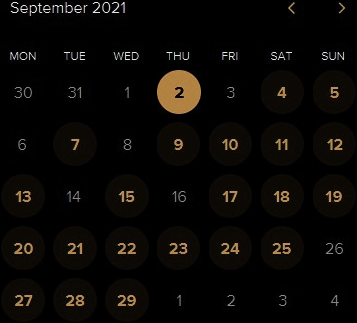 September 2021
MON TUE WED THU FRI SAT SUN
30 31 1 2 3 4 5
6 7 8 9 10 11 12
13 14 15 16 17 18 19
20 21 22 23 24 25 26
27 28 29 1 2 3 4